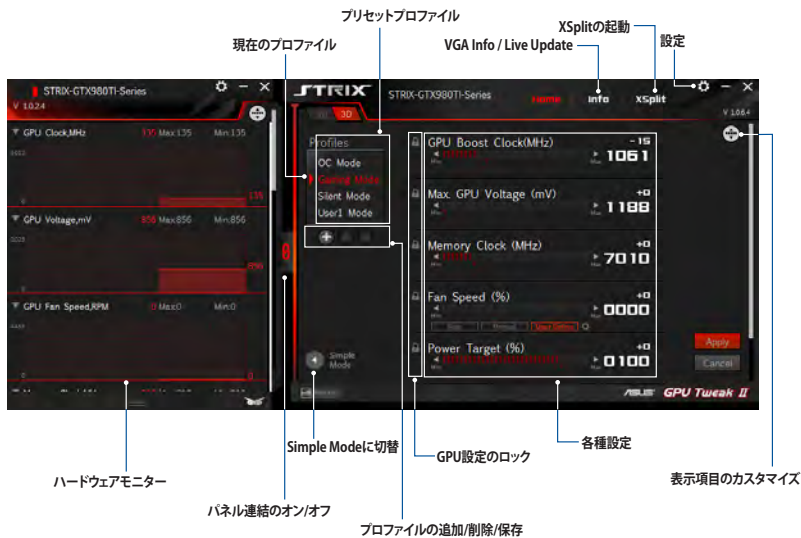 プリセットプロファイル
現在のプロファイル
XSplitの起動
VGA Info / Live Update
設定
STRIX-GTX980TI-Series
V 1.0.2.4
GPU Clock,MHz
135 Max:135 Min:135
135
GPU Voltage,mV
856 Max:856 Min:856
856
GPU Fan Speed,RPM
0 Max:0 Min:0
0
STRIX
STRIX-GTX980TI-Series
Home
Info
XSplit
V 1.0.6.4
3D
Profiles
OC Mode
Gaming Mode
Silent Mode
User1 Mode
GPU Boost Clock(MHz)
-15
1061
Max. GPU Voltage (mV)
+0
1188
Memory Clock (MHz)
+0
7010
Fan Speed (%)
+0
0000
Power Target (%)
+0
0100
Simple
Mode
Apply
Cancel
ASUS GPU Tweak II
Simple Modeに切替
GPU設定のロック
各種設定
ハードウェアモニター
表示項目のカスタマイズ
パネル連結のオン/オフ
プロファイルの追加/削除/保存